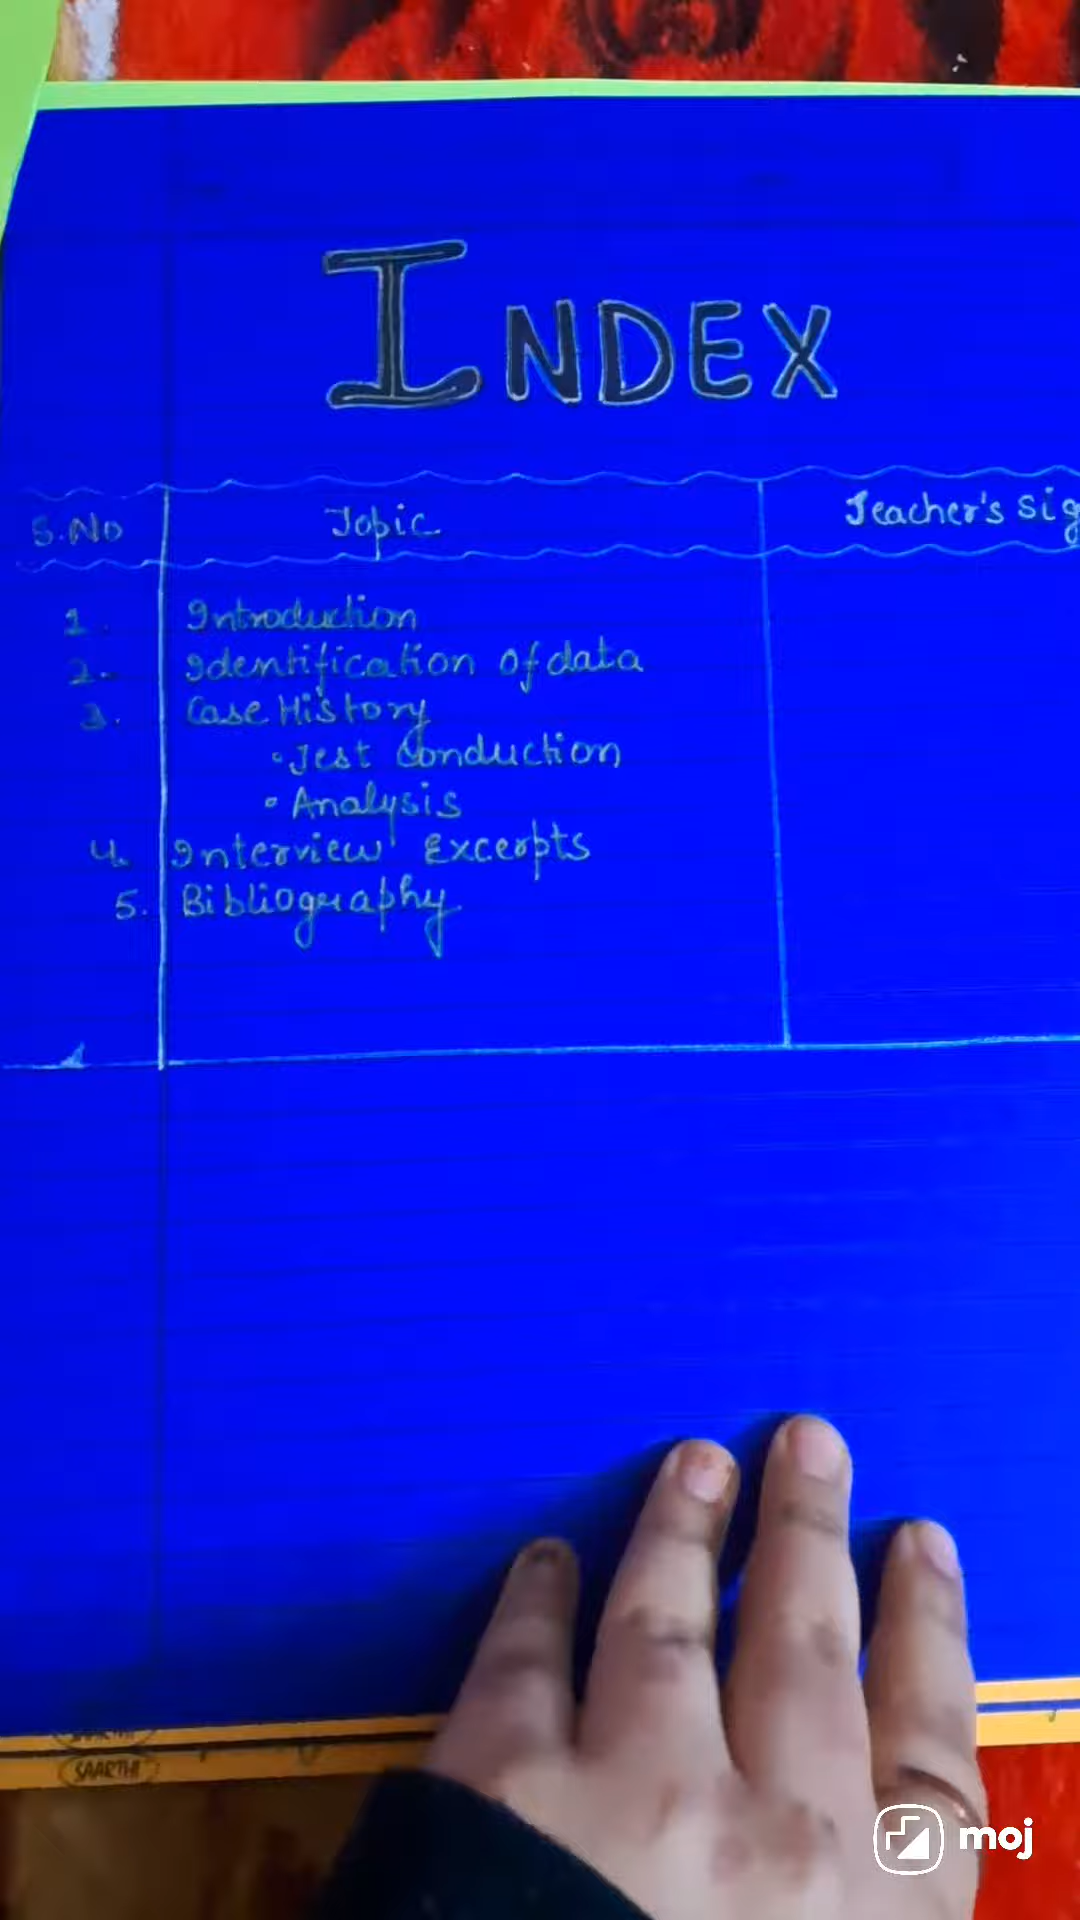 INDEX
S.No Topic Teacher's Sig
1. Introduction
2. Identification of data
3. Case History
• Test Conduction
• Analysis
4. Interview Excerpts
5. Bibliography
SAARTHI
moj